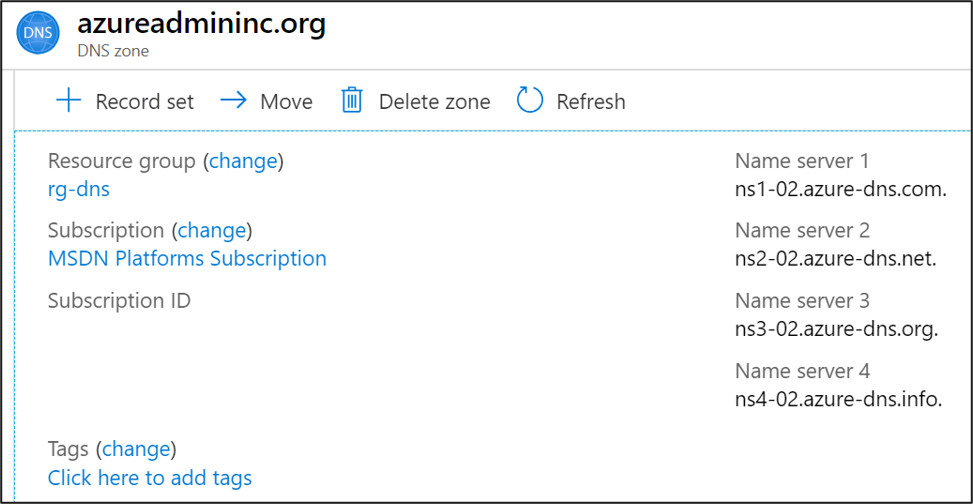 DNS
azureadmininc.org
DNS zone
Record set
Move
Delete zone
Refresh
Resource group (change)
rg-dns
Subscription (change)
MSDN Platforms Subscription
Subscription ID
Tags (change)
Click here to add tags
Name server 1
ns1-02.azure-dns.com.
Name server 2
ns2-02.azure-dns.net.
Name server 3
ns3-02.azure-dns.org.
Name server 4
ns4-02.azure-dns.info.